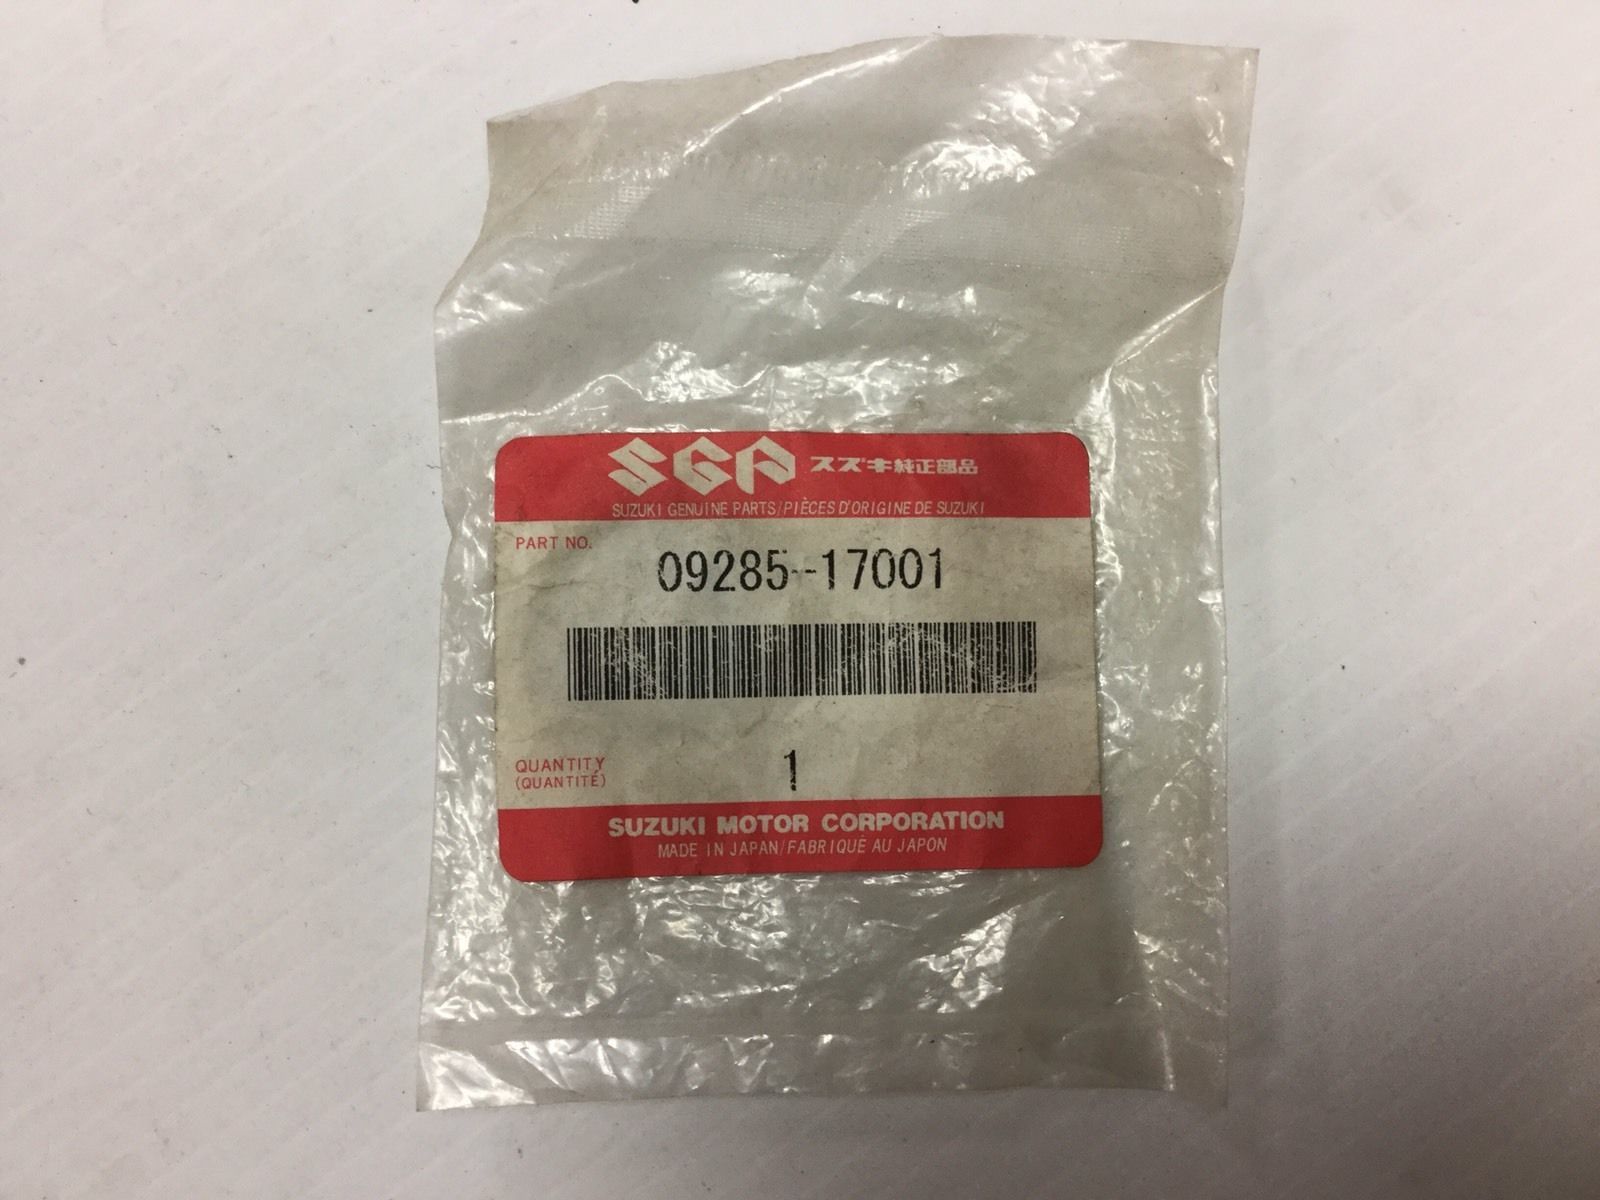 SGP スズキ純正部品
SUZUKI GENUINE PARTS/PIÈCES D'ORIGINE DE SUZUKI
PART NO.
09285-17001
QUANTITY
(QUANTITÉ)
1
SUZUKI MOTOR CORPORATION
MADE IN JAPAN/FABRIQUÉ AU JAPON